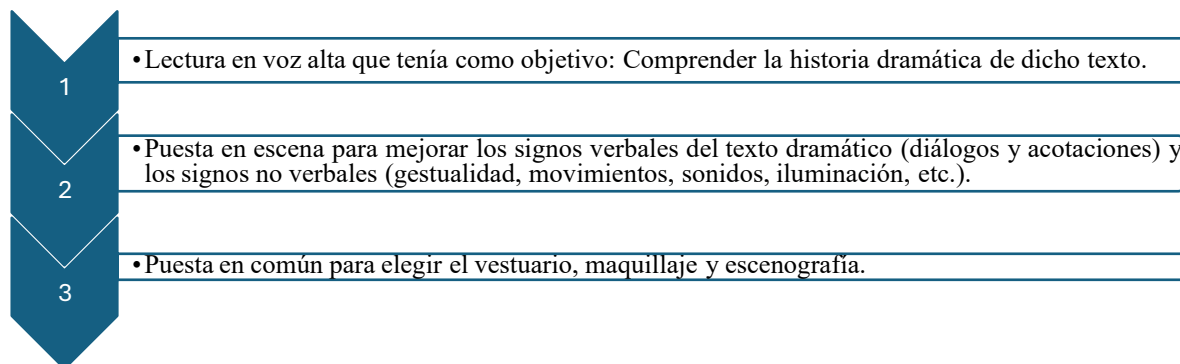 1
•Lectura en voz alta que tenía como objetivo: Comprender la historia dramática de dicho texto.
2
•Puesta en escena para mejorar los signos verbales del texto dramático (diálogos y acotaciones) y
los signos no verbales (gestualidad, movimientos, sonidos, iluminación, etc.).
3
•Puesta en común para elegir el vestuario, maquillaje y escenografía.